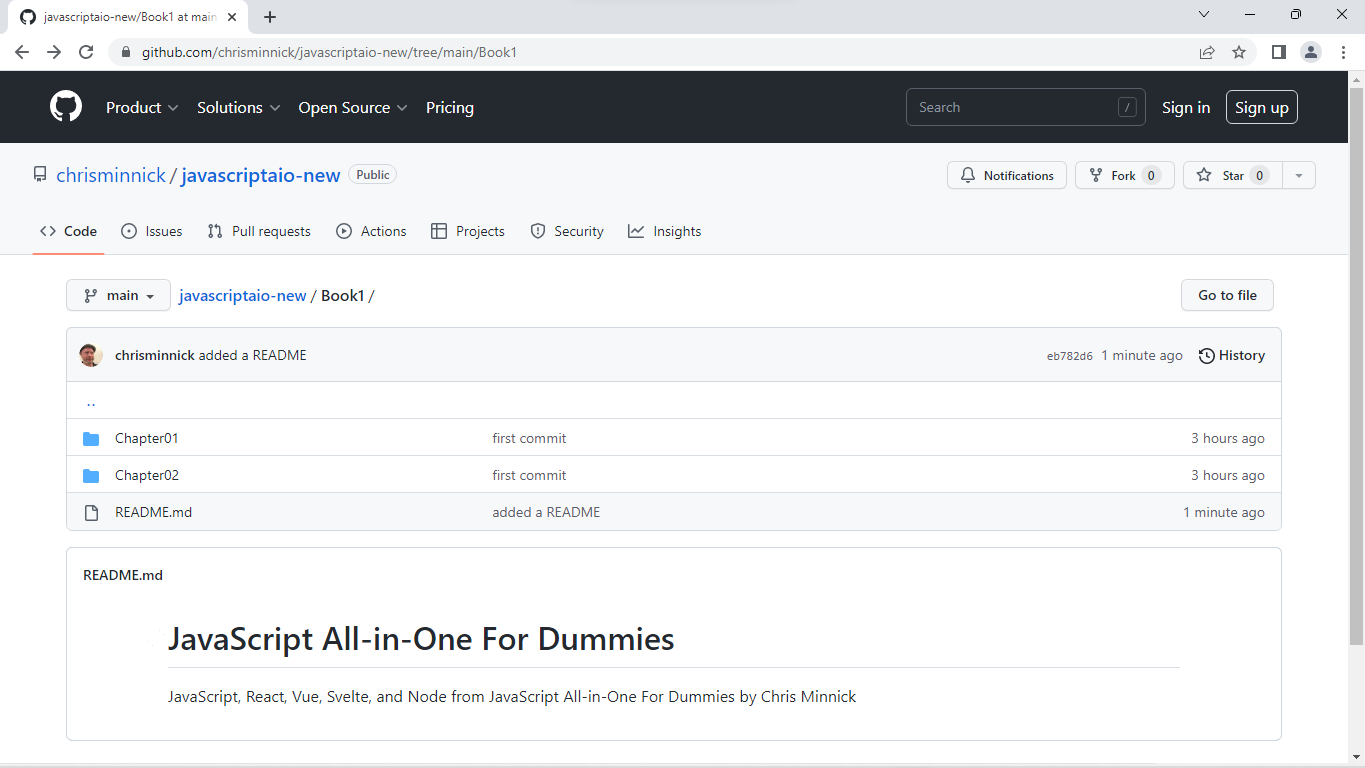 javascriptaio-new/Book1 at main
github.com/chrisminnick/javascriptaio-new/tree/main/Book1
Product Solutions Open Source Pricing Search / Sign in Sign up
chrisminnick / javascriptaio-new Public Notifications Fork 0 Star 0
Code Issues Pull requests Actions Projects Security Insights
main javascriptaio-new / Book1 / Go to file
chrisminnick added a README eb782d6 1 minute ago History
..
Chapter01 first commit 3 hours ago
Chapter02 first commit 3 hours ago
README.md added a README 1 minute ago
README.md
JavaScript All-in-One For Dummies
JavaScript, React, Vue, Svelte, and Node from JavaScript All-in-One For Dummies by Chris Minnick